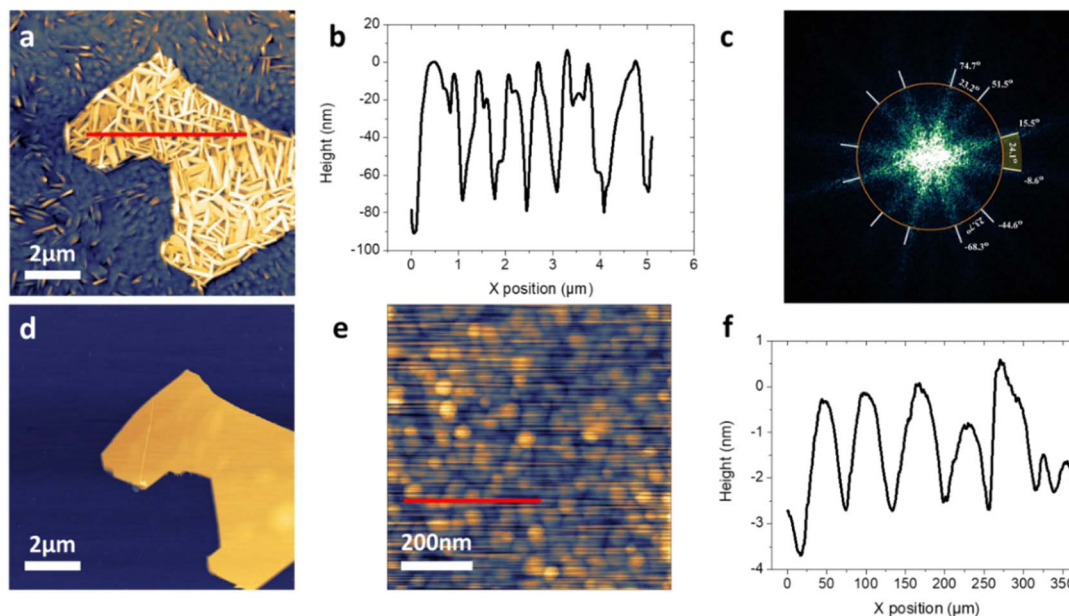 a
2μm
b
20
0
-20
-40
-60
-80
-100
Height (nm)
0 1 2 3 4 5 6
X position (μm)
c
74.7°
23.2°
51.5°
15.5°
24.1°
-8.6°
-44.6°
23.7°
-68.3°
d
2μm
e
200nm
f
1
0
-1
-2
-3
-4
Height (nm)
0 50 100 150 200 250 300 350
X position (μm)